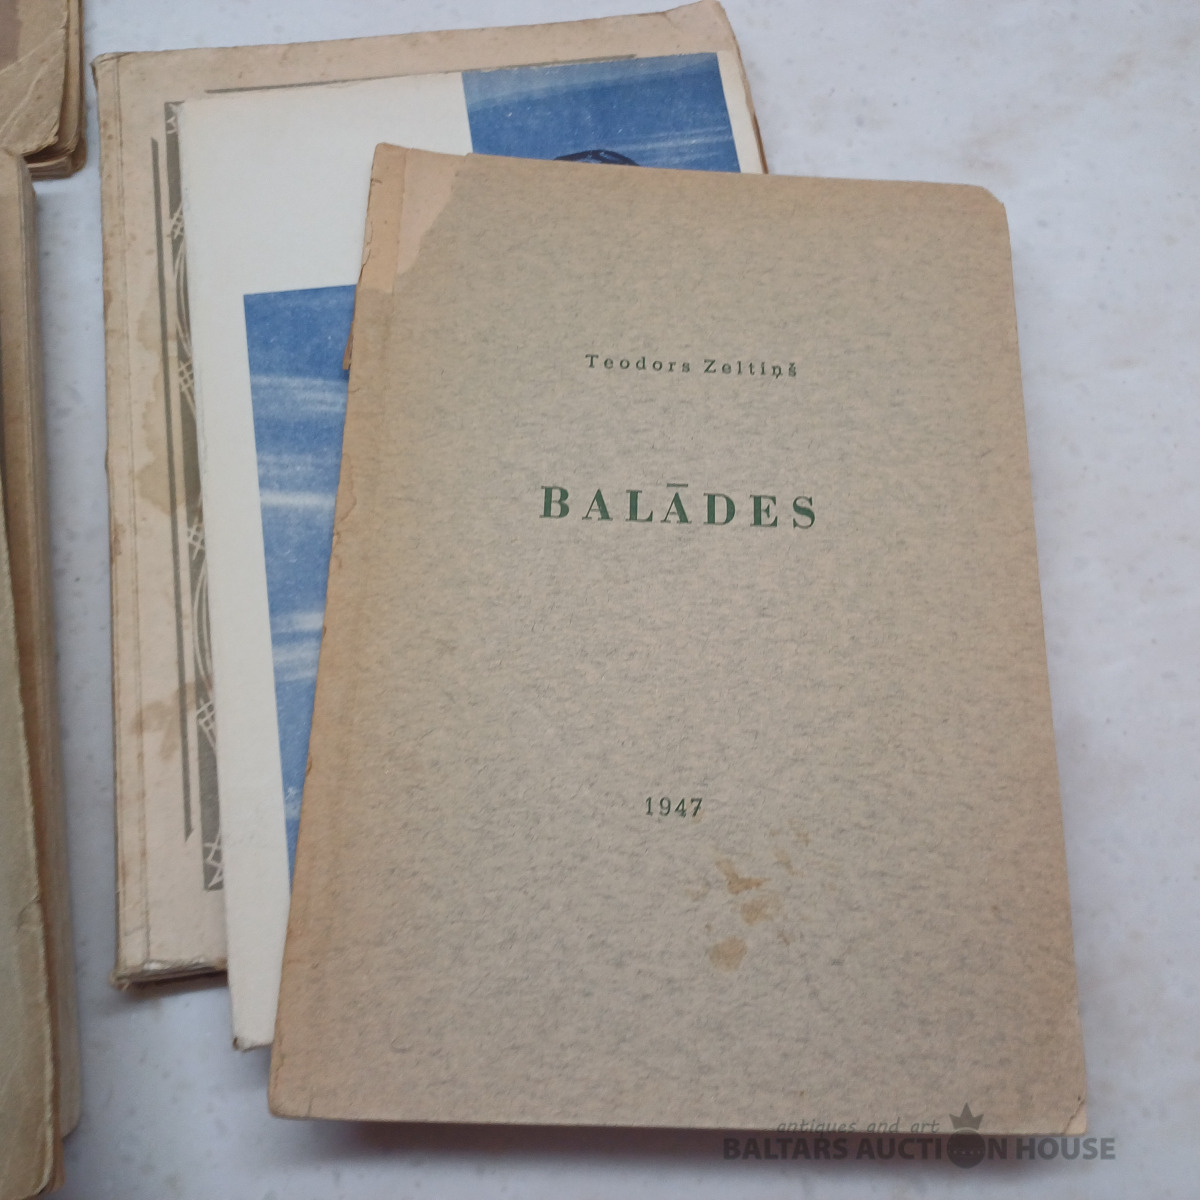 Teodors Zeltiņš
BALĀDES
1947
antiques and art
BALTARS AUCTION HOUSE